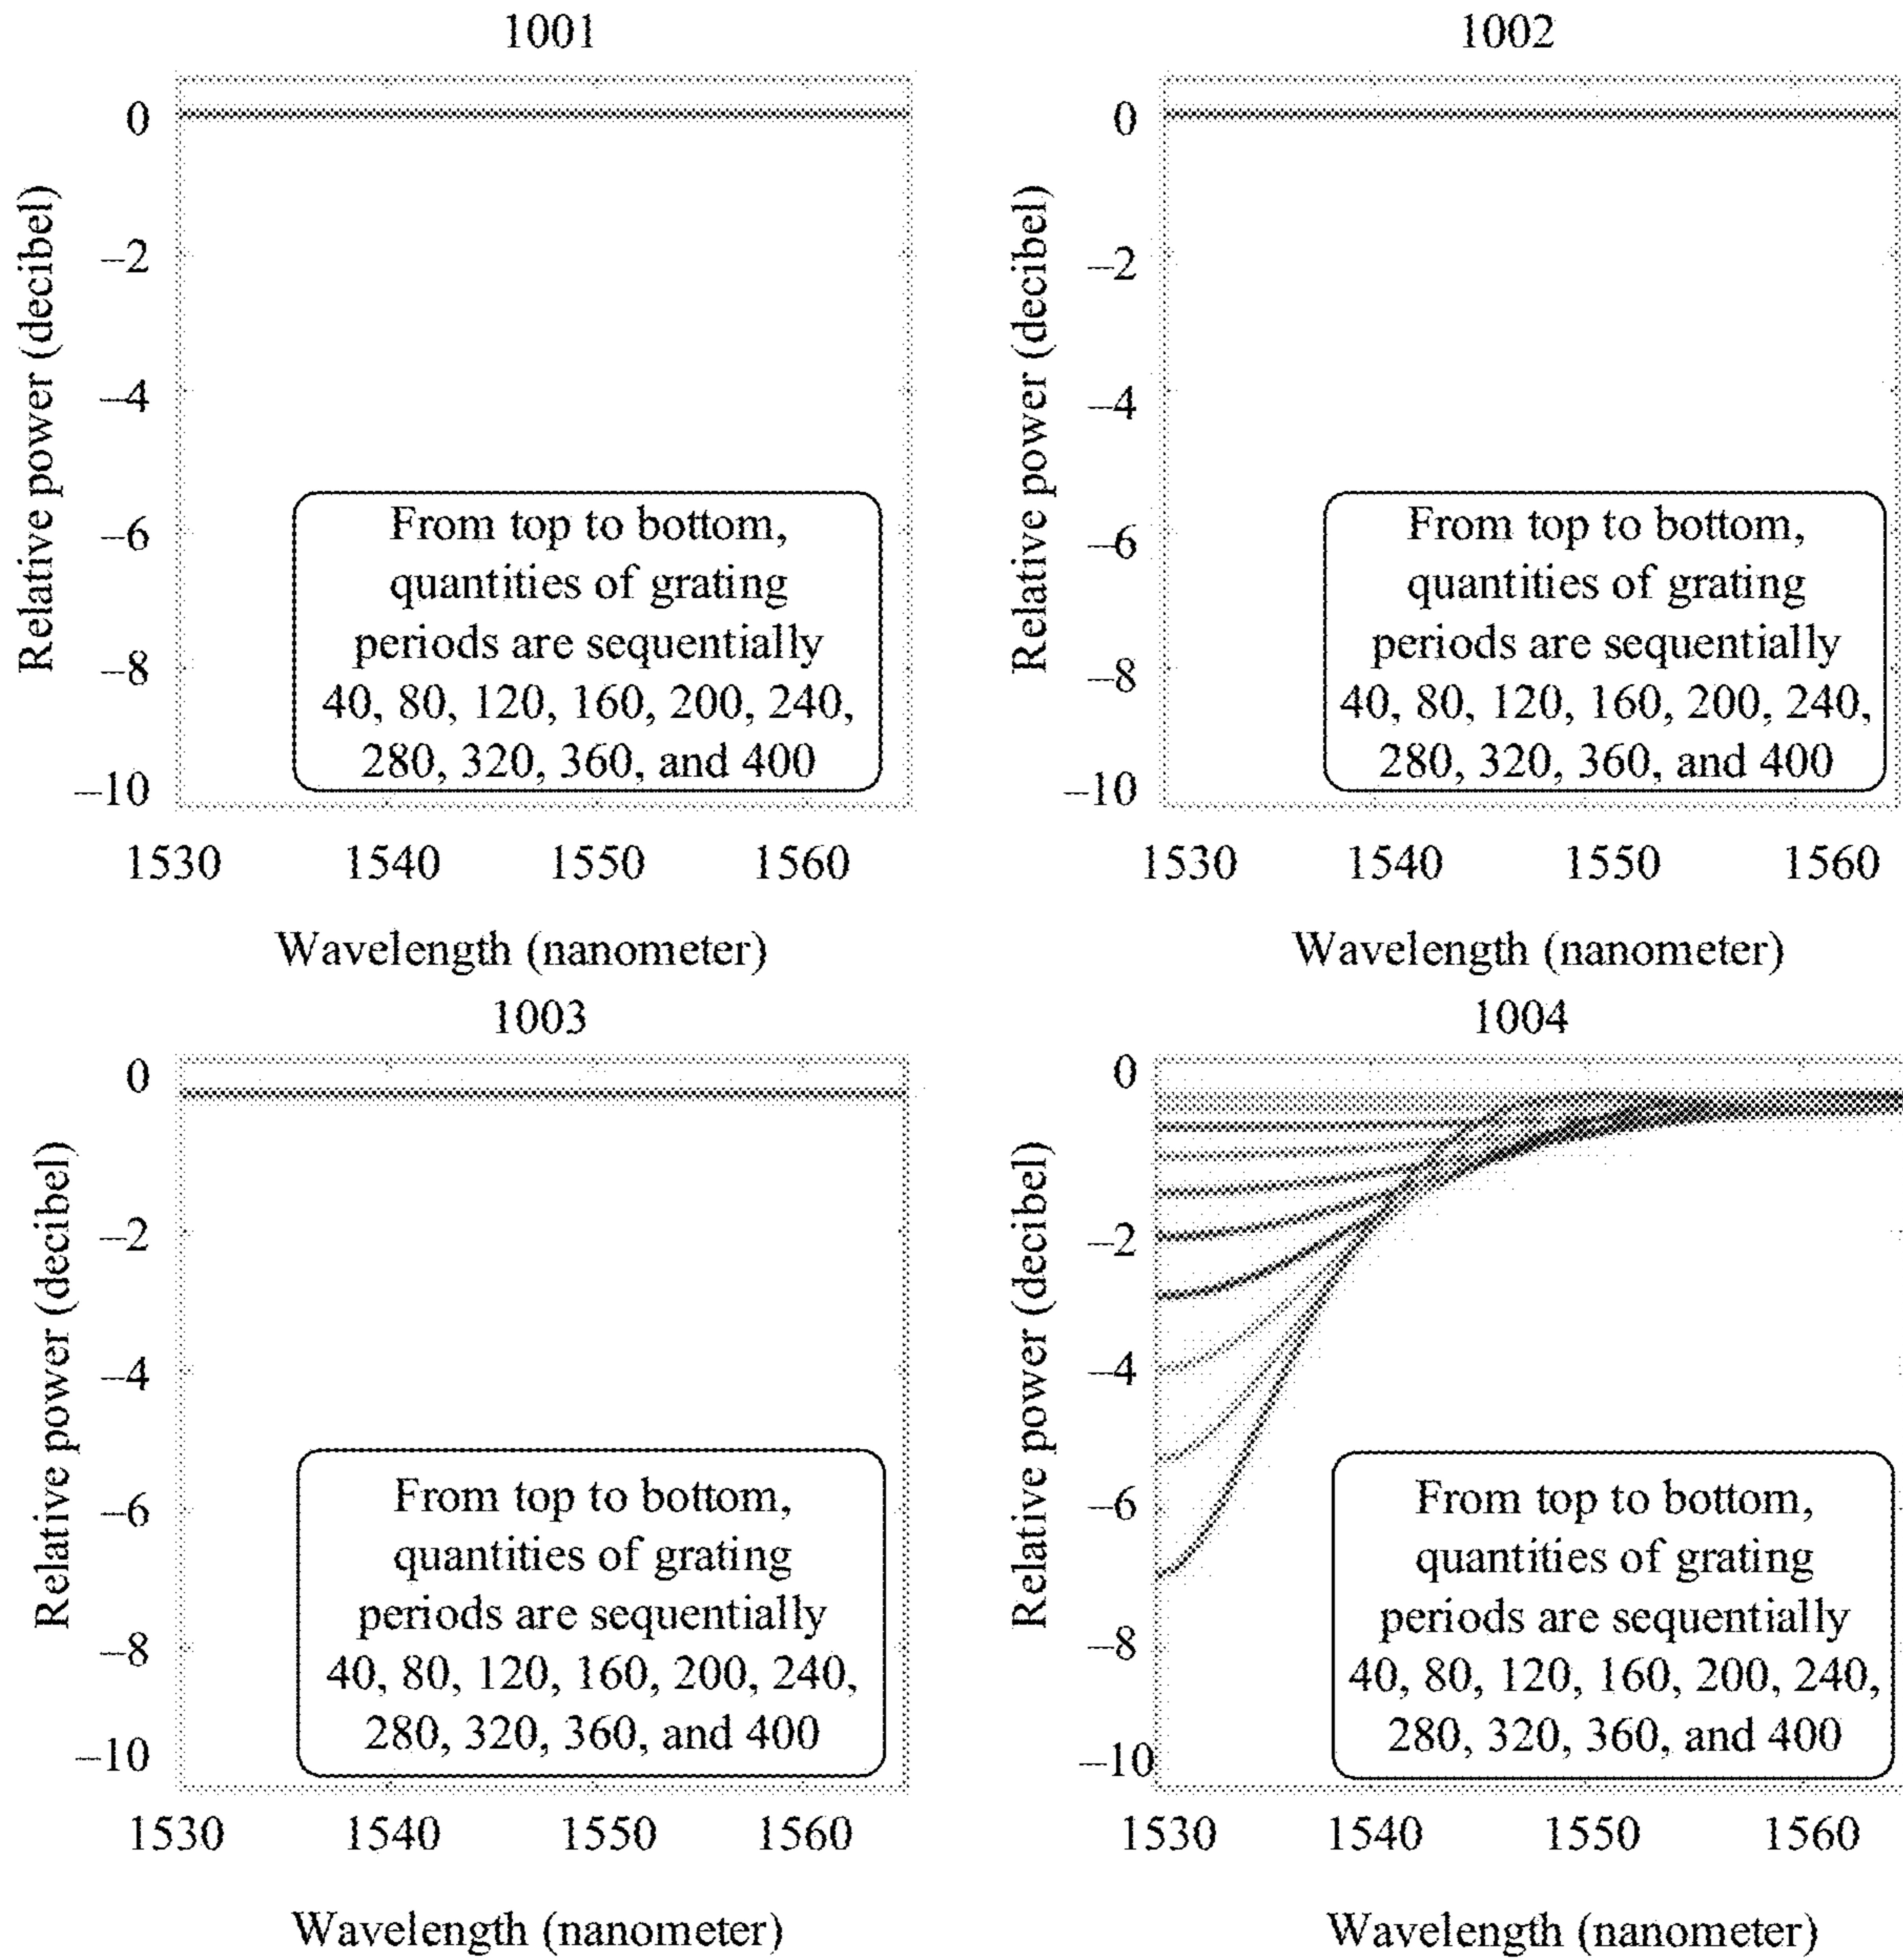 1001
Relative power (decibel)
0
–2
–4
–6
–8
–10
From top to bottom,
quantities of grating
periods are sequentially
40, 80, 120, 160, 200, 240,
280, 320, 360, and 400
1530 1540 1550 1560
Wavelength (nanometer)
1002
Relative power (decibel)
0
–2
–4
–6
–8
–10
From top to bottom,
quantities of grating
periods are sequentially
40, 80, 120, 160, 200, 240,
280, 320, 360, and 400
1530 1540 1550 1560
Wavelength (nanometer)
1003
Relative power (decibel)
0
–2
–4
–6
–8
–10
From top to bottom,
quantities of grating
periods are sequentially
40, 80, 120, 160, 200, 240,
280, 320, 360, and 400
1530 1540 1550 1560
Wavelength (nanometer)
1004
Relative power (decibel)
0
–2
–4
–6
–8
–10
From top to bottom,
quantities of grating
periods are sequentially
40, 80, 120, 160, 200, 240,
280, 320, 360, and 400
1530 1540 1550 1560
Wavelength (nanometer)